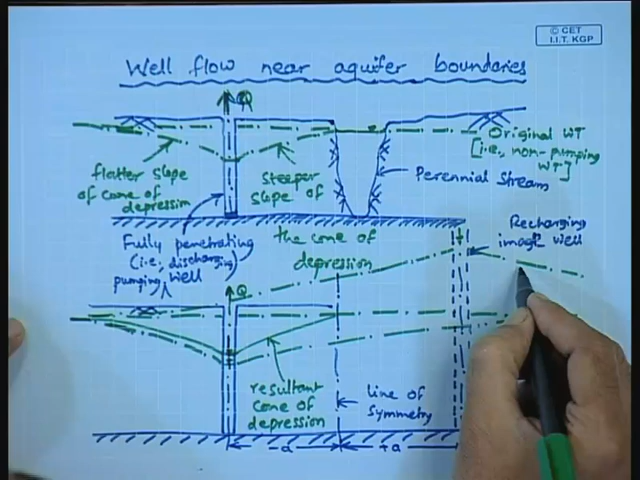 © CET
I.I.T. KGP
Well flow near aquifer boundaries
Q
Original WT
[i.e., non-pumping
WT]
flatter slope
of cone of
depression
steeper
slope of
the cone of
depression
Perennial Stream
Fully penetrating
(i.e., discharging)
pumping well
Recharging
image well
Q
resultant
cone of
depression
line of
symmetry
-a
+a